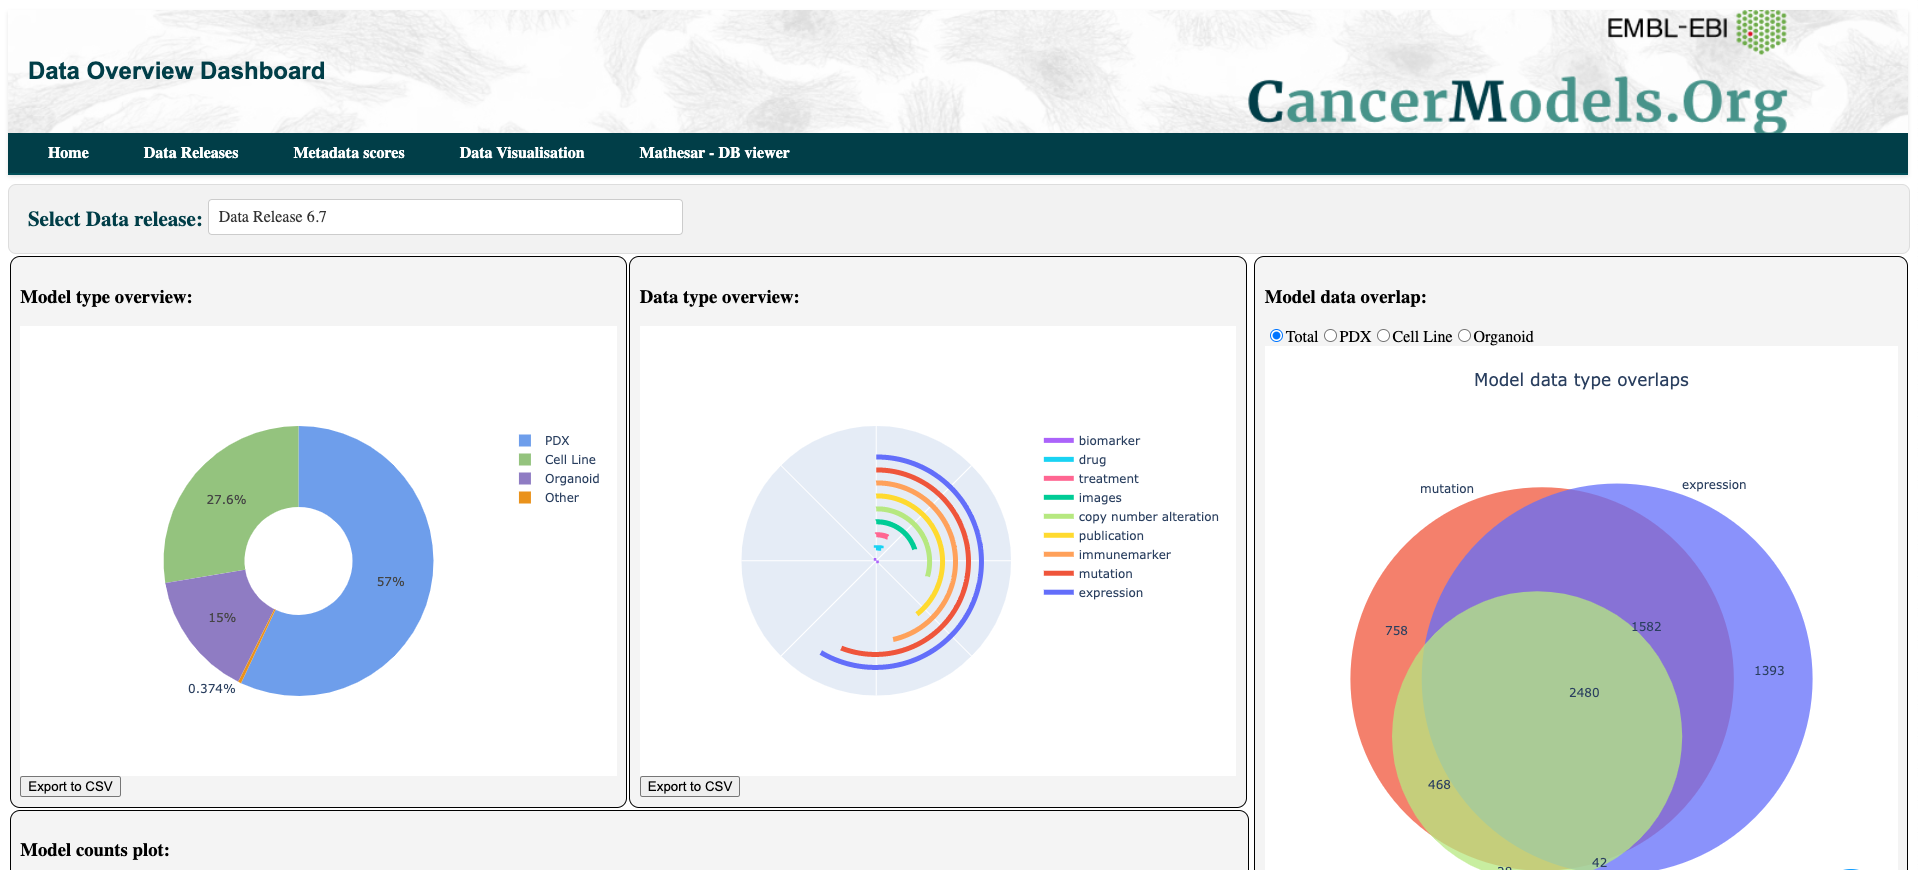 EMBL-EBI
Data Overview Dashboard
CancerModels.Org
Home
Data Releases
Metadata scores
Data Visualisation
Mathesar - DB viewer
Select Data release:
Data Release 6.7
Model type overview:
PDX
Cell Line
Organoid
Other
27.6%
57%
15%
0.374%
Export to CSV
Data type overview:
biomarker
drug
treatment
images
copy number alteration
publication
immunemarker
mutation
expression
Export to CSV
Model data overlap:
Total PDX Cell Line Organoid
Model data type overlaps
mutation
expression
758
1582
1393
2480
468
42
Model counts plot: